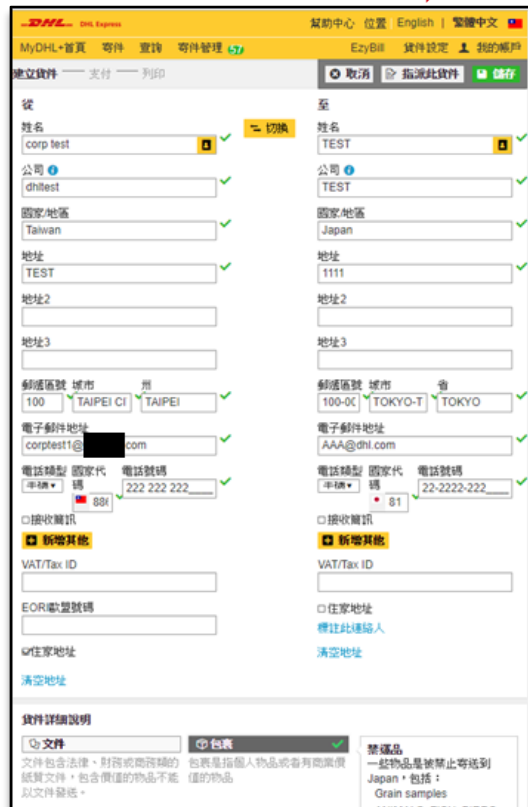 DHL DHL Express
幫助中心 位置 English | 繁體中文
MyDHL+首頁 寄件 查詢 寄件管理 57 EzyBill 貨件設定 我的帳戶
建立貨件 支付 列印 取消 指派此貨件 儲存
從
姓名
corp test
公司
dhltest
國家/地區
Taiwan
地址
TEST
地址2
地址3
郵遞區號 城市 州
100 TAIPEI CI TAIPEI
電子郵件地址
corptest1@ com
電話類型 國家代碼 電話號碼
手機 886 222 222 222____
□接收簡訊
新增其他
VAT/Tax ID
EORI歐盟號碼
住家地址
清空地址
切換
至
姓名
TEST
公司
TEST
國家/地區
Japan
地址
1111
地址2
地址3
郵遞區號 城市 省
100-00 TOKYO-T TOKYO
電子郵件地址
AAA@dhl.com
電話類型 國家代碼 電話號碼
手機 81 22-2222-222____
□接收簡訊
新增其他
VAT/Tax ID
□住家地址
標註此連絡人
清空地址
貨件詳細說明
文件
文件包含法律、財務或商務類的
紙質文件，包含價值的物品不能
以文件發送。
包裹
包裹是指個人物品或者有商業價
值的物品
禁運品
一些物品是被禁止寄送到
Japan，包括：
Grain samples